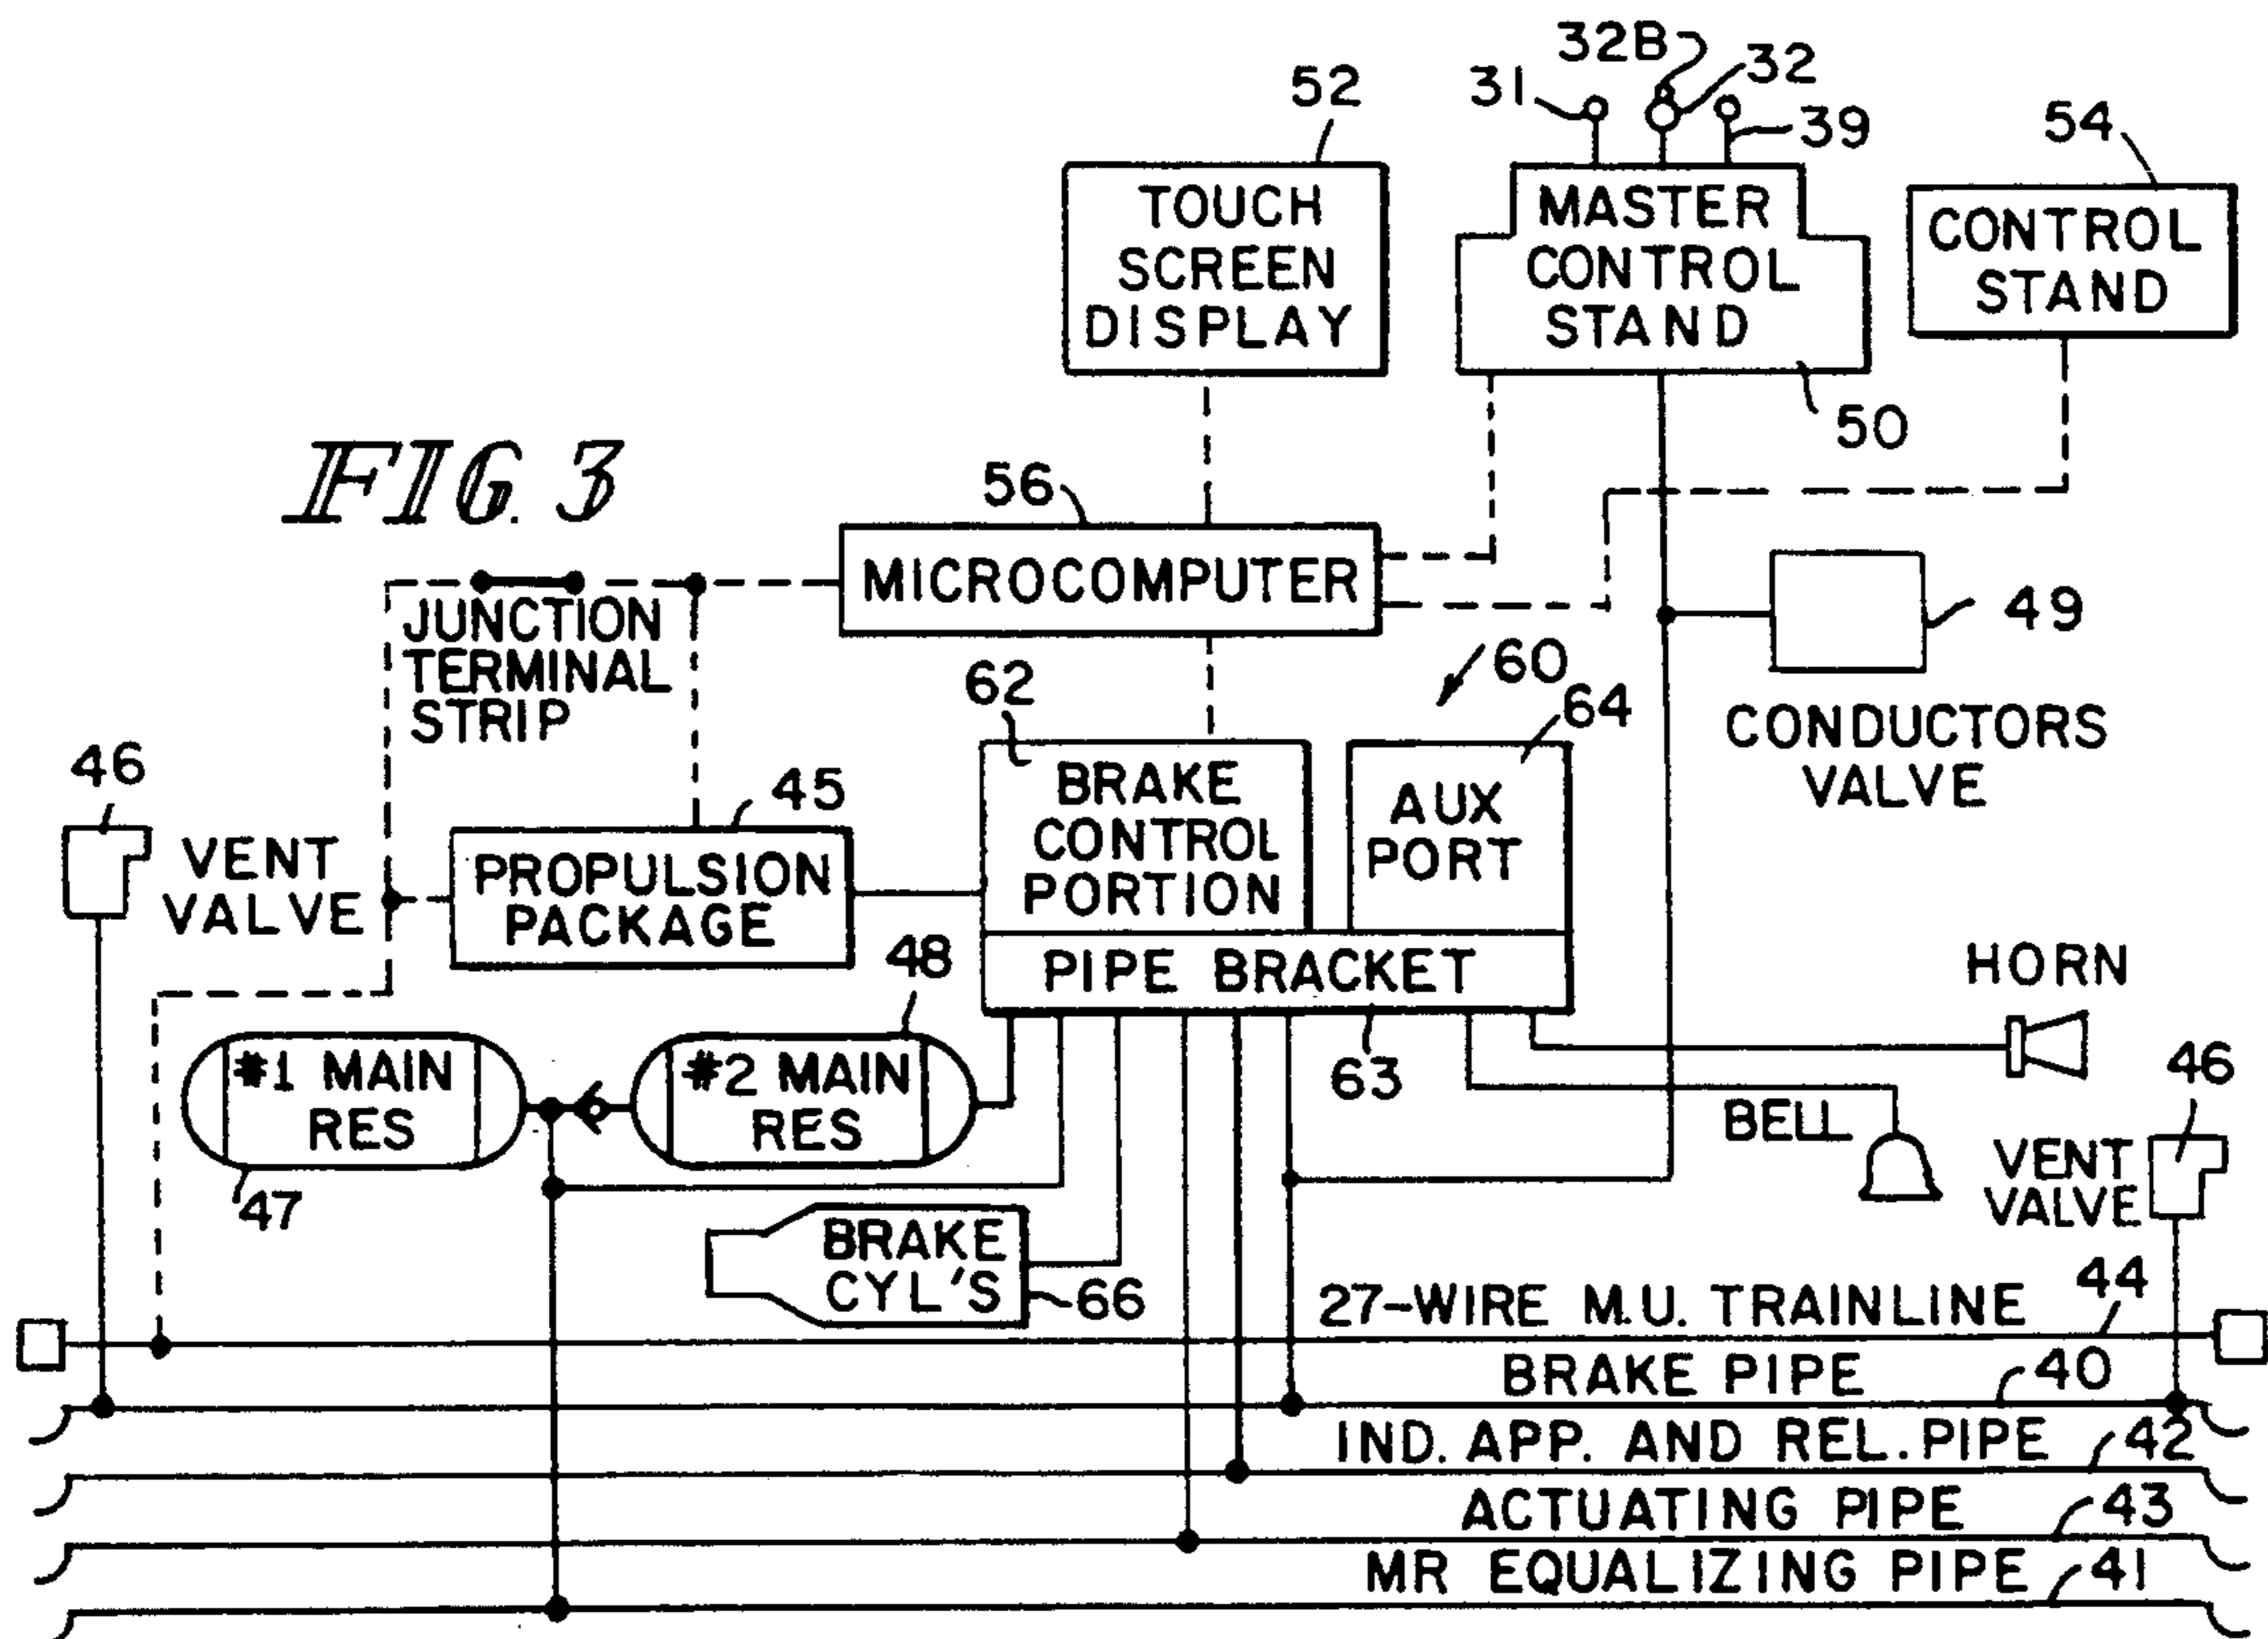 32B
31
32
39
52
54
TOUCH
SCREEN
DISPLAY
MASTER
CONTROL
STAND
CONTROL
STAND
50
FIG. 3
56
MICROCOMPUTER
JUNCTION
TERMINAL
STRIP
49
CONDUCTORS
VALVE
60
62
64
46
VENT
VALVE
45
PROPULSION
PACKAGE
BRAKE
CONTROL
PORTION
AUX
PORT
PIPE BRACKET
48
HORN
#1 MAIN
RES
47
#2 MAIN
RES
63
BELL
46
VENT
VALVE
BRAKE
CYL'S
66
27-WIRE M.U. TRAINLINE
44
BRAKE PIPE
40
IND. APP. AND REL. PIPE
42
ACTUATING PIPE
43
MR EQUALIZING PIPE
41